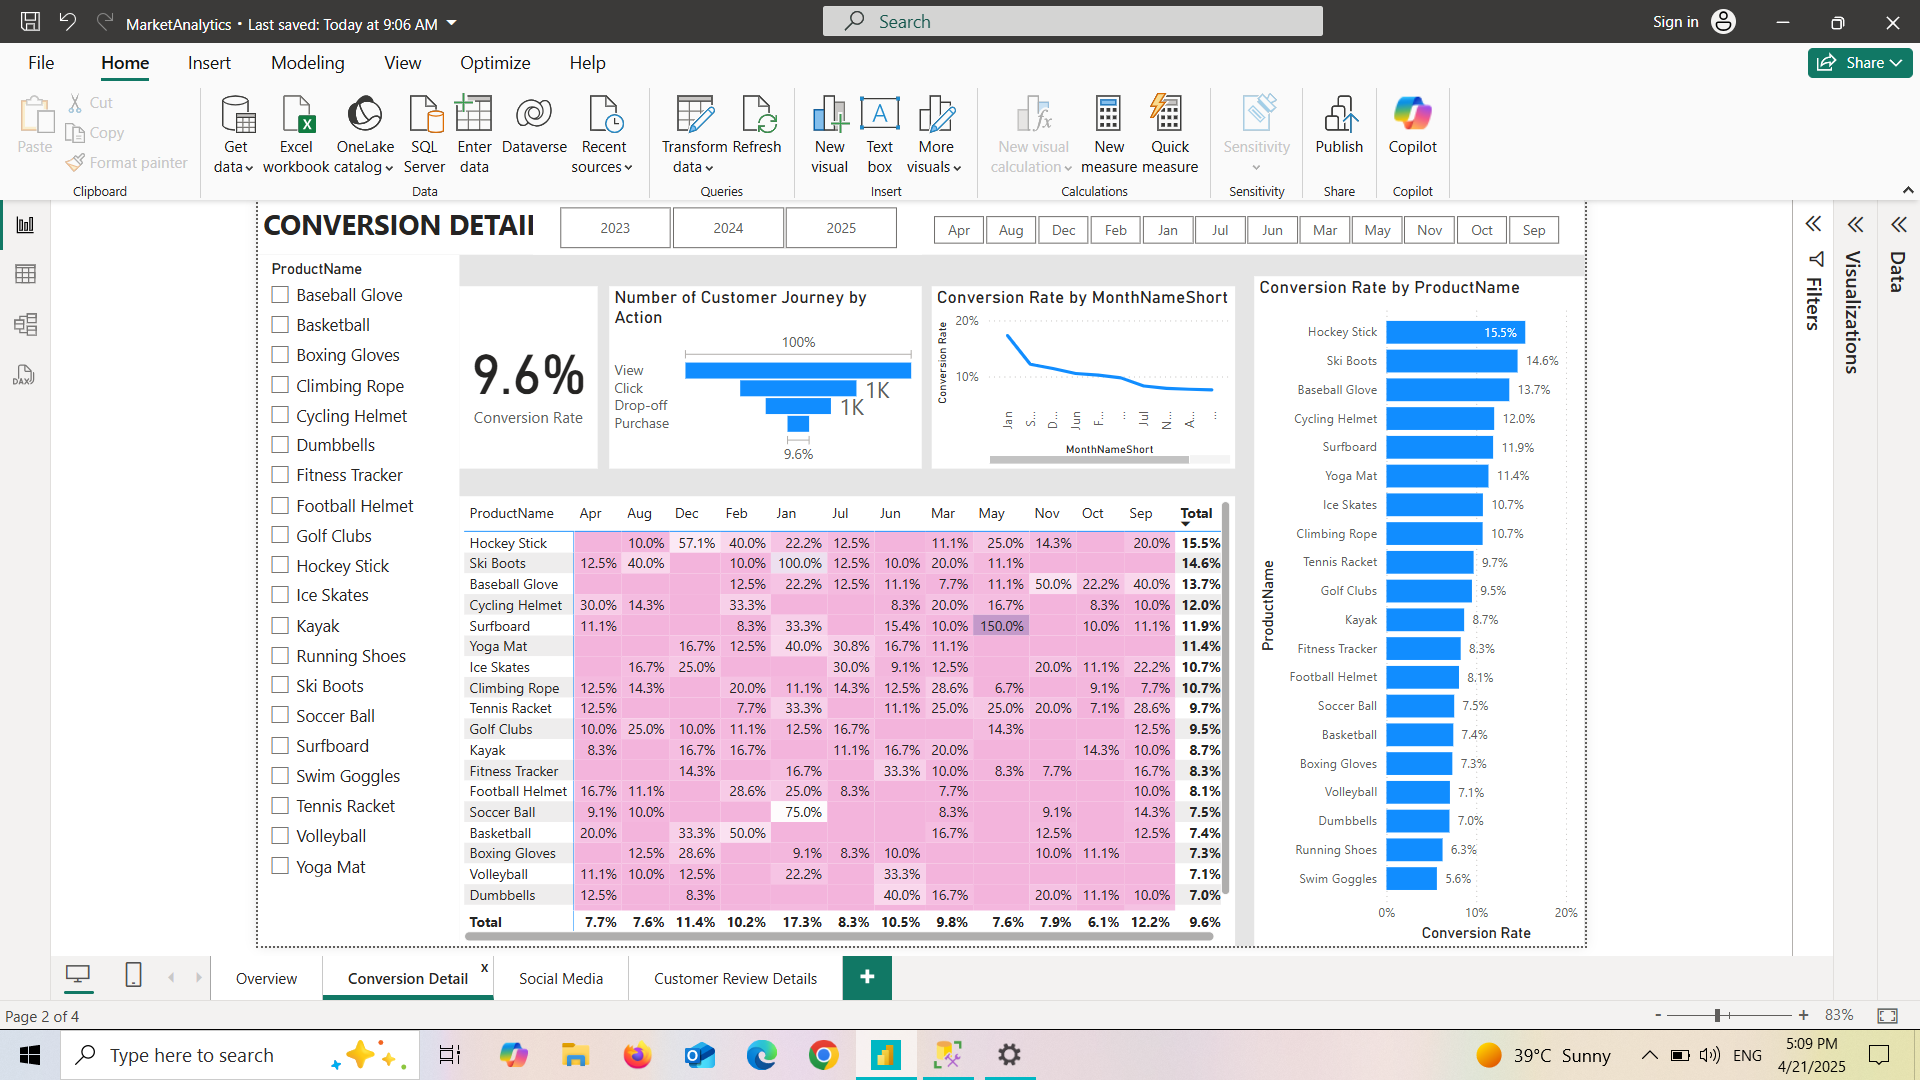 MarketAnalytics • Last saved: Today at 9:06 AM
Search
Sign in
File Home Insert Modeling View Optimize Help
Share
Paste
Cut
Copy
Format painter
Clipboard
Get data
Excel workbook
OneLake catalog
SQL Server
Enter data
Dataverse
Recent sources
Data
Transform data
Refresh
Queries
New visual
Text box
More visuals
Insert
New visual calculation
New measure
Quick measure
Calculations
Sensitivity
Sensitivity
Publish
Share
Copilot
Copilot
CONVERSION DETAIL
2023 2024 2025
Apr Aug Dec Feb Jan Jul Jun Mar May Nov Oct Sep
ProductName
Baseball Glove
Basketball
Boxing Gloves
Climbing Rope
Cycling Helmet
Dumbbells
Fitness Tracker
Football Helmet
Golf Clubs
Hockey Stick
Ice Skates
Kayak
Running Shoes
Ski Boots
Soccer Ball
Surfboard
Swim Goggles
Tennis Racket
Volleyball
Yoga Mat
9.6%
Conversion Rate
Number of Customer Journey by
Action
100%
View
Click 1K
Drop-off 1K
Purchase
9.6%
Conversion Rate by MonthNameShort
Conversion Rate
20%
10%
Jan S... D... Jun F... ... Jul N... A... ...
MonthNameShort
ProductName Apr Aug Dec Feb Jan Jul Jun Mar May Nov Oct Sep Total
Hockey Stick 10.0% 57.1% 40.0% 22.2% 12.5% 11.1% 25.0% 14.3% 20.0% 15.5%
Ski Boots 12.5% 40.0% 10.0% 100.0% 12.5% 10.0% 20.0% 11.1% 14.6%
Baseball Glove 12.5% 22.2% 12.5% 11.1% 7.7% 11.1% 50.0% 22.2% 40.0% 13.7%
Cycling Helmet 30.0% 14.3% 33.3% 8.3% 20.0% 16.7% 8.3% 10.0% 12.0%
Surfboard 11.1% 8.3% 33.3% 15.4% 10.0% 150.0% 10.0% 11.1% 11.9%
Yoga Mat 16.7% 12.5% 40.0% 30.8% 16.7% 11.1% 11.4%
Ice Skates 16.7% 25.0% 30.0% 9.1% 12.5% 20.0% 11.1% 22.2% 10.7%
Climbing Rope 12.5% 14.3% 20.0% 11.1% 14.3% 12.5% 28.6% 6.7% 9.1% 7.7% 10.7%
Tennis Racket 12.5% 7.7% 33.3% 11.1% 25.0% 25.0% 20.0% 7.1% 28.6% 9.7%
Golf Clubs 10.0% 25.0% 10.0% 11.1% 12.5% 16.7% 14.3% 12.5% 9.5%
Kayak 8.3% 16.7% 16.7% 11.1% 16.7% 20.0% 14.3% 10.0% 8.7%
Fitness Tracker 14.3% 16.7% 33.3% 10.0% 8.3% 7.7% 16.7% 8.3%
Football Helmet 16.7% 11.1% 28.6% 25.0% 8.3% 7.7% 10.0% 8.1%
Soccer Ball 9.1% 10.0% 75.0% 8.3% 9.1% 14.3% 7.5%
Basketball 20.0% 33.3% 50.0% 16.7% 12.5% 12.5% 7.4%
Boxing Gloves 12.5% 28.6% 9.1% 8.3% 10.0% 10.0% 11.1% 7.3%
Volleyball 11.1% 10.0% 12.5% 22.2% 33.3% 7.1%
Dumbbells 12.5% 8.3% 40.0% 16.7% 20.0% 11.1% 10.0% 7.0%
Total 7.7% 7.6% 11.4% 10.2% 17.3% 8.3% 10.5% 9.8% 7.6% 7.9% 6.1% 12.2% 9.6%
Conversion Rate by ProductName
ProductName
Hockey Stick 15.5%
Ski Boots 14.6%
Baseball Glove 13.7%
Cycling Helmet 12.0%
Surfboard 11.9%
Yoga Mat 11.4%
Ice Skates 10.7%
Climbing Rope 10.7%
Tennis Racket 9.7%
Golf Clubs 9.5%
Kayak 8.7%
Fitness Tracker 8.3%
Football Helmet 8.1%
Soccer Ball 7.5%
Basketball 7.4%
Boxing Gloves 7.3%
Volleyball 7.1%
Dumbbells 7.0%
Running Shoes 6.3%
Swim Goggles 5.6%
0% 10% 20%
Conversion Rate
Filters
Visualizations
Data
Overview Conversion Detail x Social Media Customer Review Details +
Page 2 of 4
- + 83%
Type here to search
39°C Sunny
ENG
5:09 PM
4/21/2025